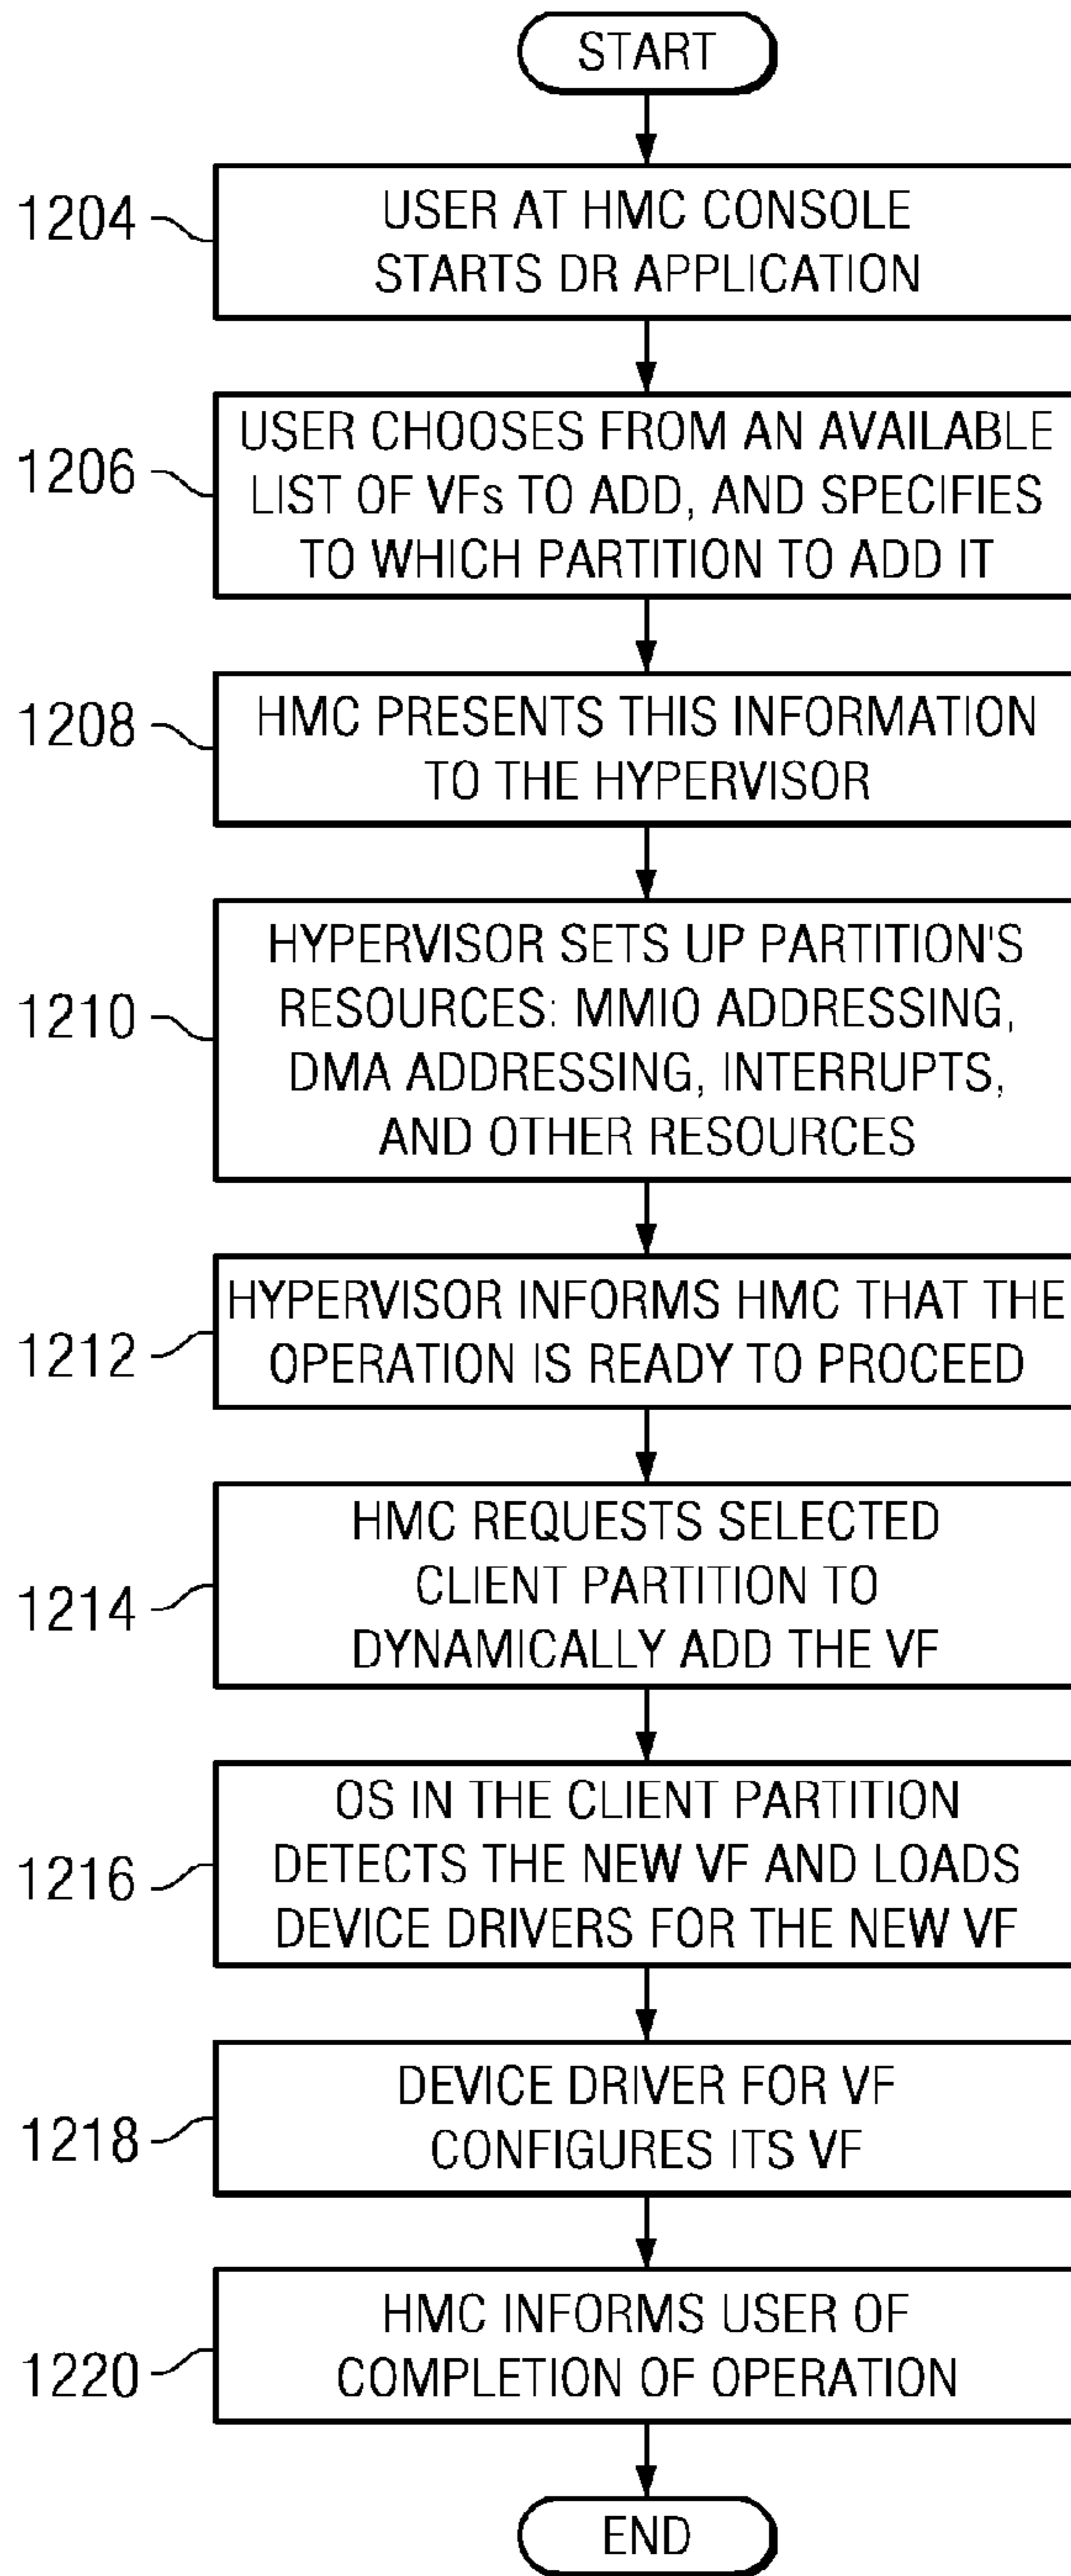 START
1204
USER AT HMC CONSOLE
STARTS DR APPLICATION
1206
USER CHOOSES FROM AN AVAILABLE
LIST OF VFs TO ADD, AND SPECIFIES
TO WHICH PARTITION TO ADD IT
1208
HMC PRESENTS THIS INFORMATION
TO THE HYPERVISOR
1210
HYPERVISOR SETS UP PARTITION'S
RESOURCES: MMIO ADDRESSING,
DMA ADDRESSING, INTERRUPTS,
AND OTHER RESOURCES
1212
HYPERVISOR INFORMS HMC THAT THE
OPERATION IS READY TO PROCEED
1214
HMC REQUESTS SELECTED
CLIENT PARTITION TO
DYNAMICALLY ADD THE VF
1216
OS IN THE CLIENT PARTITION
DETECTS THE NEW VF AND LOADS
DEVICE DRIVERS FOR THE NEW VF
1218
DEVICE DRIVER FOR VF
CONFIGURES ITS VF
1220
HMC INFORMS USER OF
COMPLETION OF OPERATION
END